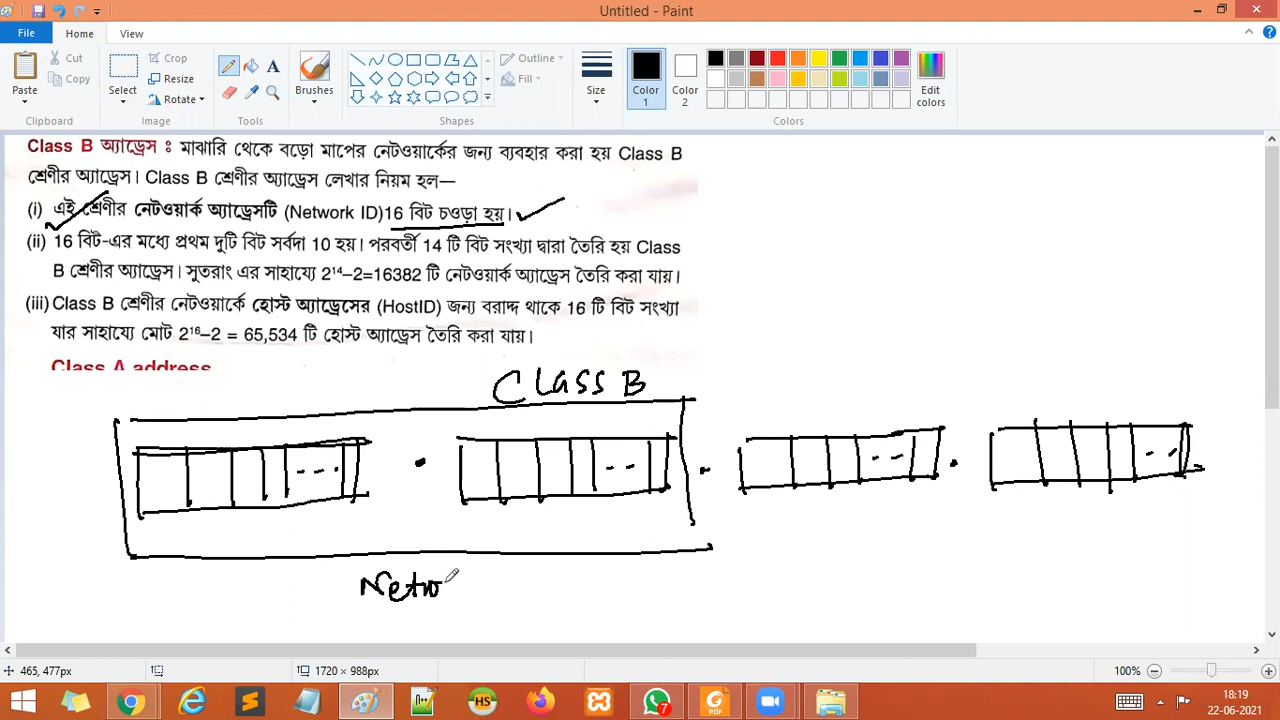 Untitled - Paint
File Home View
Cut
Copy
Paste
Clipboard
Select
Crop
Resize
Rotate
Image
Tools
Brushes
Outline
Fill
Shapes
Size
Color 1
Color 2
Edit colors
Colors
Class B অ্যাড্রেস : মাঝারি থেকে বড়ো মাপের নেটওয়ার্কের জন্য ব্যবহার করা হয় Class B
শ্রেণীর অ্যাড্রেস। Class B শ্রেণীর অ্যাড্রেস লেখার নিয়ম হল—
(i) এই শ্রেণীর নেটওয়ার্ক অ্যাড্রেসটি (Network ID) 16 বিট চওড়া হয়।
(ii) 16 বিট-এর মধ্যে প্রথম দুটি বিট সর্বদা 10 হয়। পরবর্তী 14 টি বিট সংখ্যা দ্বারা তৈরি হয় Class
B শ্রেণীর অ্যাড্রেস। সুতরাং এর সাহায্যে 2¹⁴–2=16382 টি নেটওয়ার্ক অ্যাড্রেস তৈরি করা যায়।
(iii) Class B শ্রেণীর নেটওয়ার্কে হোস্ট অ্যাড্রেসের (HostID) জন্য বরাদ্দ থাকে 16 টি বিট সংখ্যা
যার সাহায্যে মোট 2¹⁶–2 = 65,534 টি হোস্ট অ্যাড্রেস তৈরি করা যায়।
Class A address
Class B
Netw
465, 477px
1720 × 988px
100%
18:19
22-06-2021